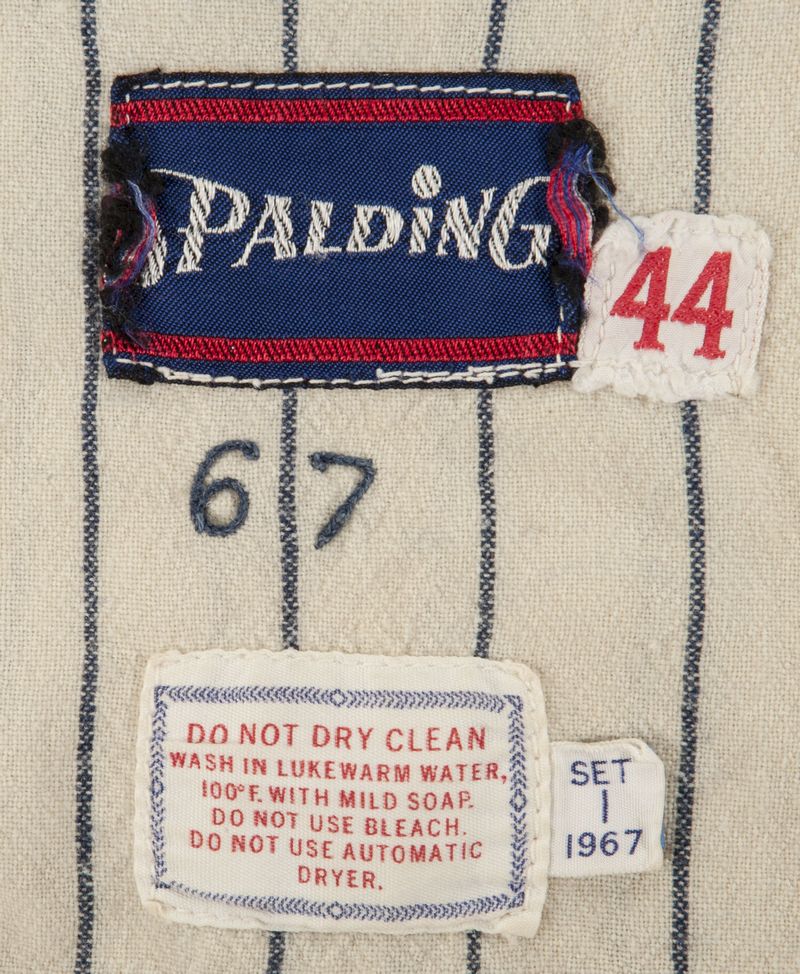 SPALDING
44
67
DO NOT DRY CLEAN
WASH IN LUKEWARM WATER,
100°F. WITH MILD SOAP.
DO NOT USE BLEACH.
DO NOT USE AUTOMATIC
DRYER.
SET
1
1967